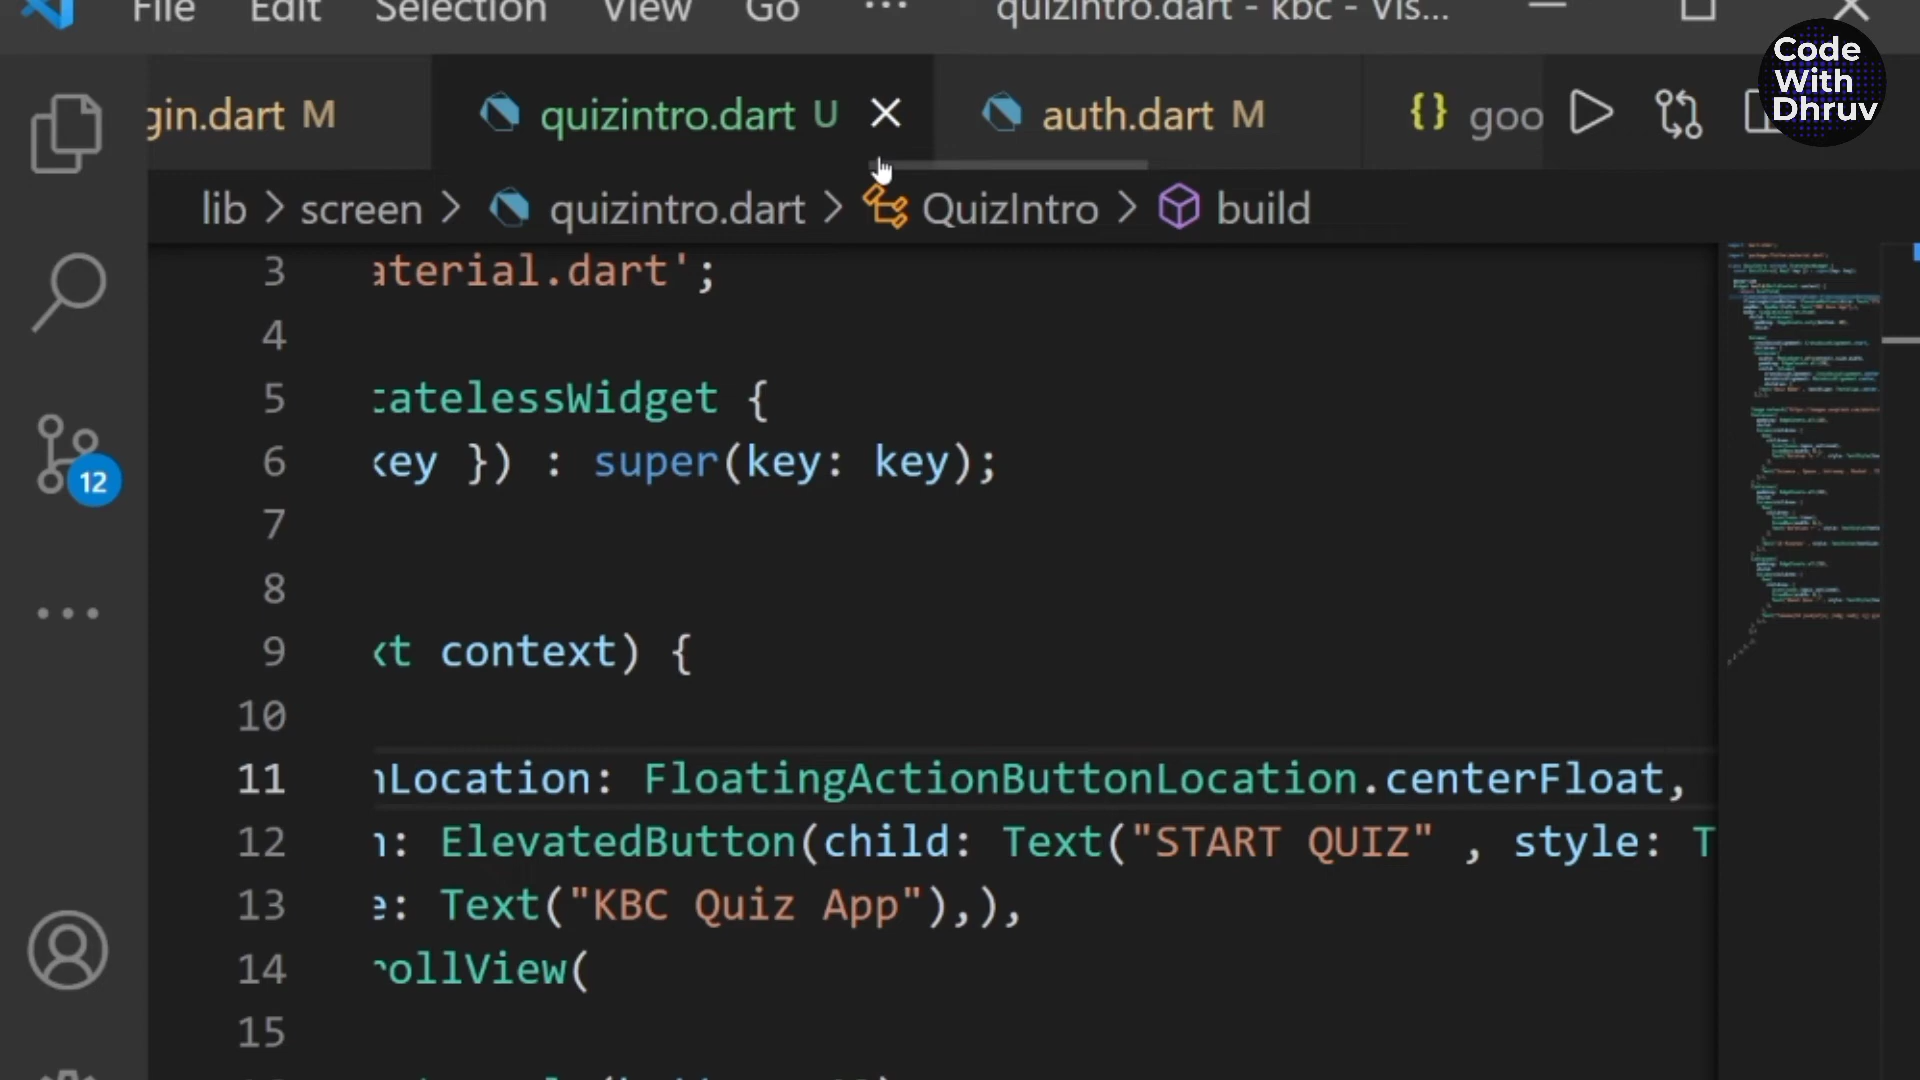 File Edit Selection View Go ... quizintro.dart - kbc - Vis...
Code
With
Dhruv
gin.dart M quizintro.dart U auth.dart M {} goo
lib > screen > quizintro.dart > QuizIntro > build
3 aterial.dart';
4
5 tatelessWidget {
6 key }) : super(key: key);
7
8
9 xt context) {
10
11 nLocation: FloatingActionButtonLocation.centerFloat,
12 n: ElevatedButton(child: Text("START QUIZ" , style: T
13 e: Text("KBC Quiz App"),),
14 rollView(
15
12